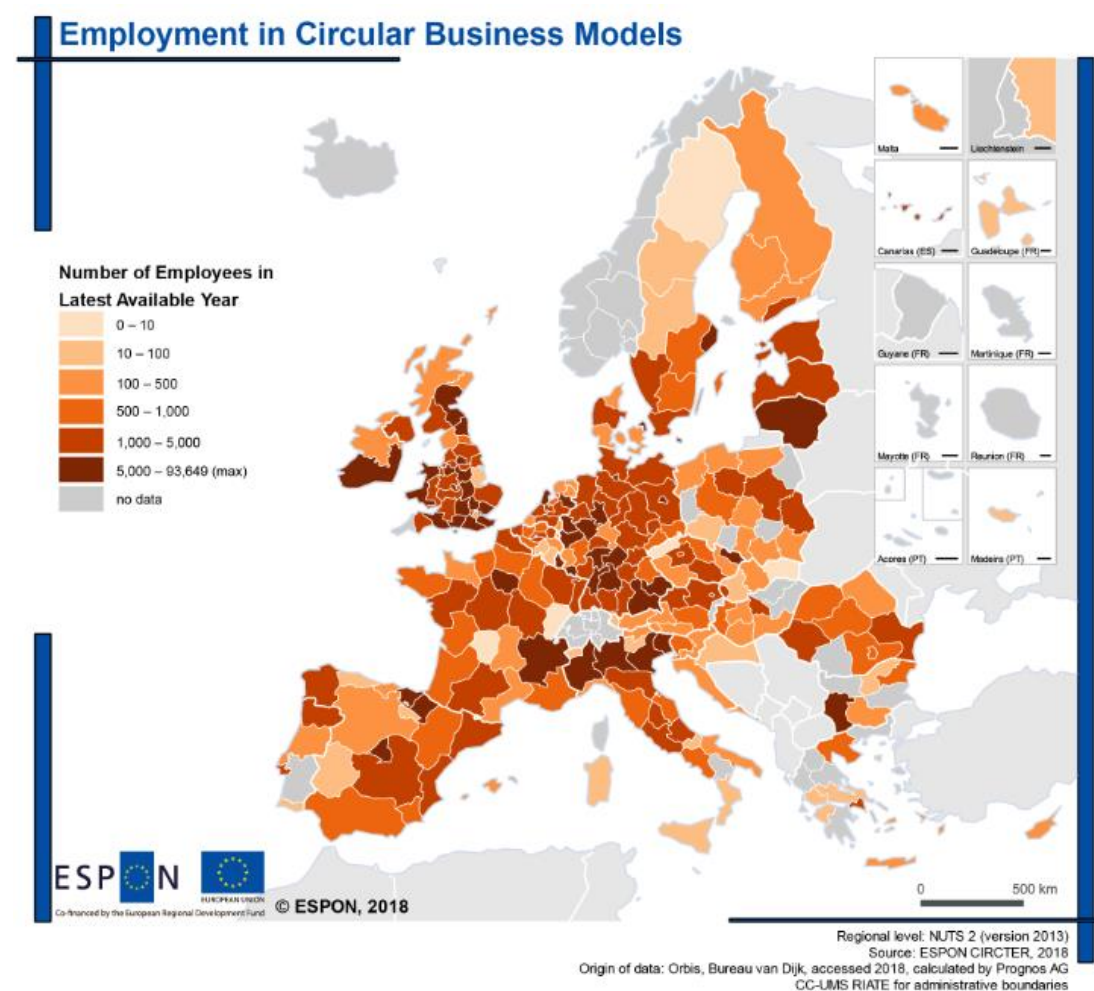 Employment in Circular Business Models
Malta
Liechtenstein
Canarias (ES)
Guadeloupe (FR)
Guyane (FR)
Martinique (FR)
Mayotte (FR)
Reunion (FR)
Acores (PT)
Madeira (PT)
Number of Employees in
Latest Available Year
0 – 10
10 – 100
100 – 500
500 – 1,000
1,000 – 5,000
5,000 – 93,649 (max)
no data
ESPON
EUROPEAN UNION
Co-financed by the European Regional Development Fund
© ESPON, 2018
0 500 km
Regional level: NUTS 2 (version 2013)
Source: ESPON CIRCTER, 2018
Origin of data: Orbis, Bureau van Dijk, accessed 2018, calculated by Prognos AG
CC-UMS RIATE for administrative boundaries